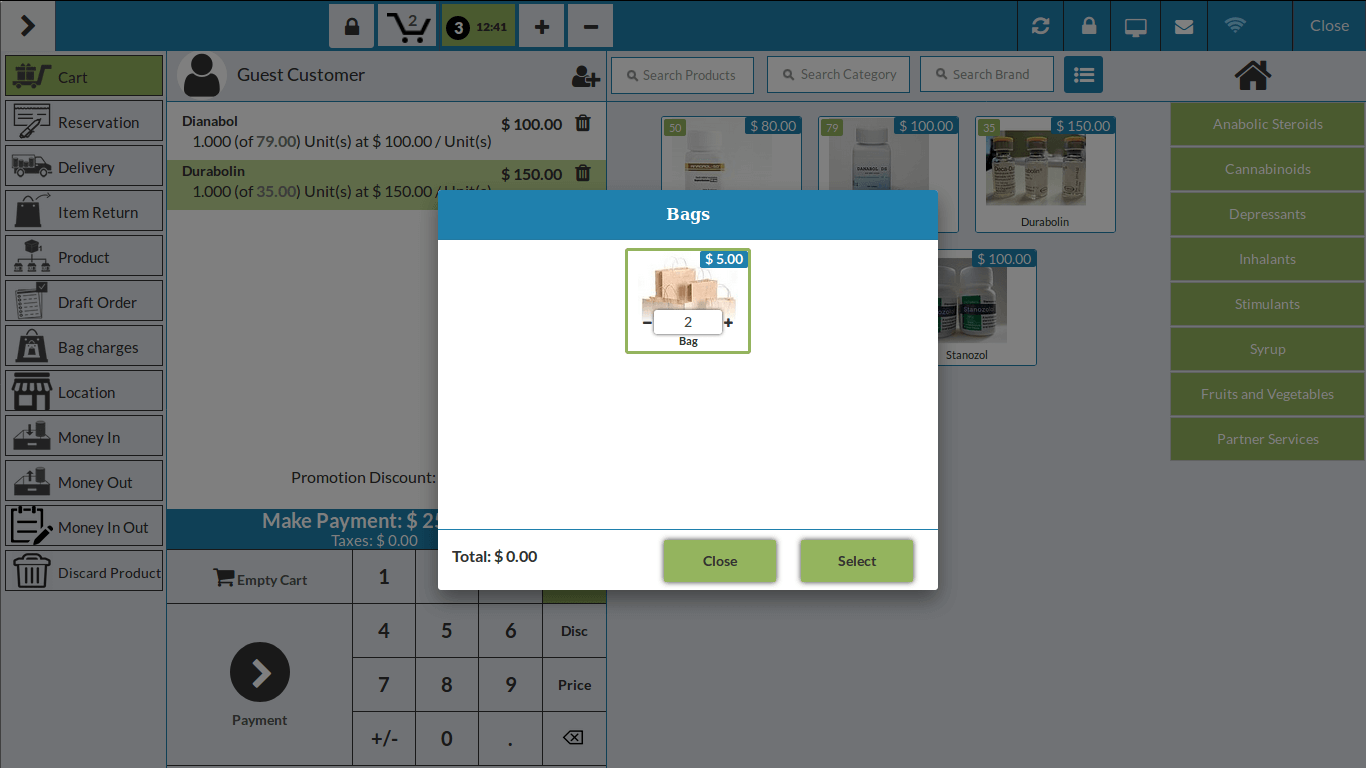 2
3 12:41
Close
Cart
Guest Customer
Search Products
Search Category
Search Brand
Reservation
Delivery
Item Return
Product
Draft Order
Bag charges
Location
Money In
Money Out
Money In Out
Discard Product
Dianabol
$ 100.00
1.000 (of 79.00) Unit(s) at $ 100.00 / Unit(s)
Durabolin
$ 150.00
1.000 (of 35.00) Unit(s) at $ 150.00 / Unit(s)
50
$ 80.00
79
$ 100.00
35
$ 150.00
Durabolin
$ 100.00
Stanozol
Anabolic Steroids
Cannabinoids
Depressants
Inhalants
Stimulants
Syrup
Fruits and Vegetables
Partner Services
Bags
$ 5.00
2
Bag
Total: $ 0.00
Close
Select
Promotion Discount:
Make Payment: $ 2
Taxes: $ 0.00
Empty Cart
1
4
5
6
Disc
Payment
7
8
9
Price
+/-
0
.